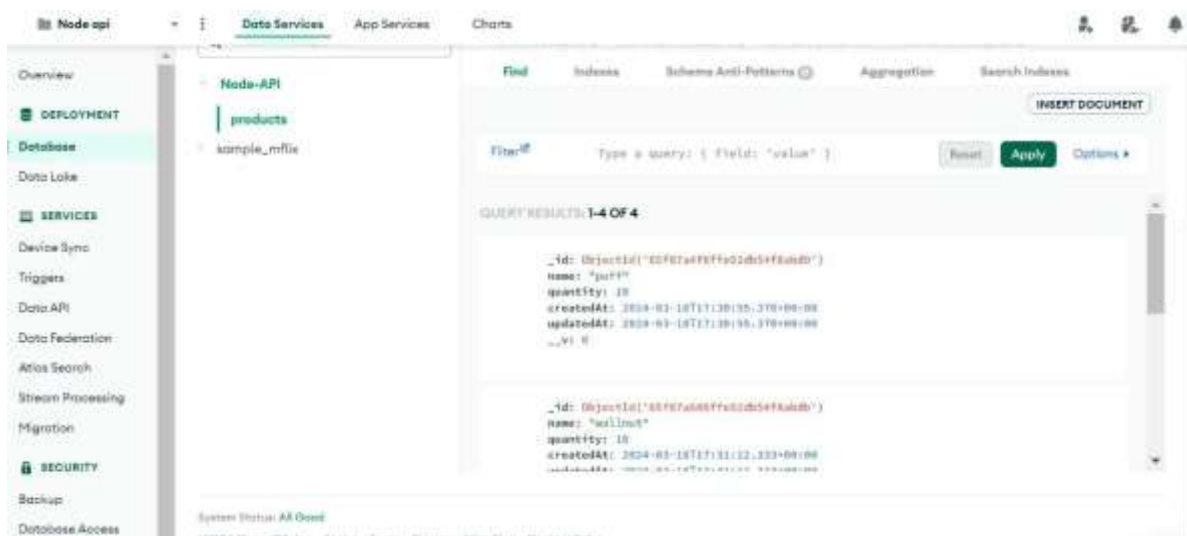 Node api
Data Services
App Services
Charts
Overview
DEPLOYMENT
Database
Data Lake
SERVICES
Device Sync
Triggers
Data API
Data Federation
Atlas Search
Stream Processing
Migration
SECURITY
Backup
Database Access
Node-API
products
sample_mflix
Find
Indexes
Schema Anti-Patterns
Aggregation
Search Indexes
INSERT DOCUMENT
Filter
Type a query: { field: 'value' }
Reset
Apply
Options
QUERY RESULTS: 1-4 OF 4
_id:
name: "puff"
quantity: 10
createdAt:
updatedAt:
__v: 0
_id:
name: "wallnut"
quantity: 10
createdAt:
System Status: All Good